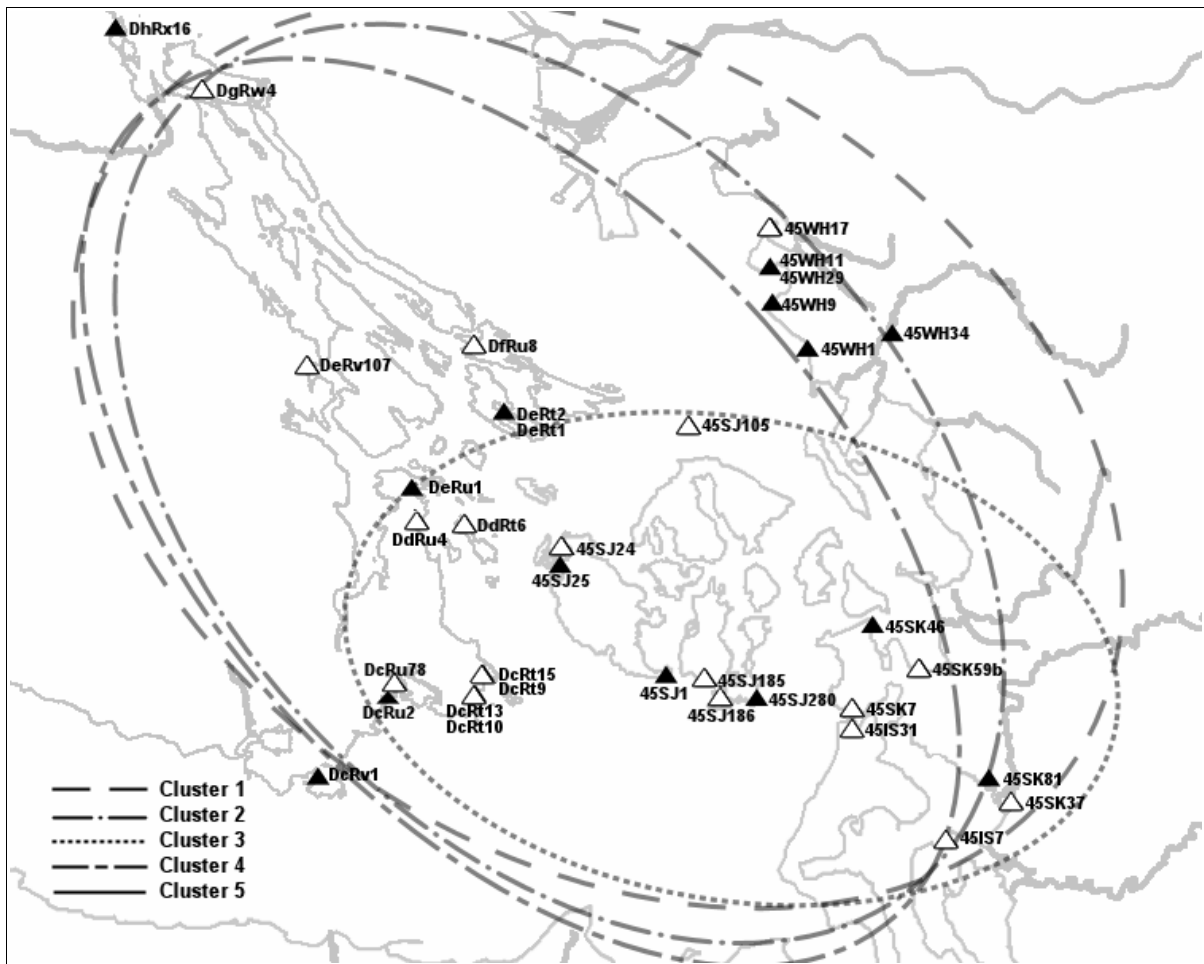 DhRx16
DgRw4
45WH17
45WH11
45WH29
45WH9
45WH34
45WH1
DfRu8
DeRv107
DeRt2
DeRt1
45SJ105
DeRu1
DdRu4
DdRt6
45SJ24
45SJ25
45SK46
DcRu78
DcRu2
DcRt15
DcRt9
DcRt13
DcRt10
45SJ1
45SJ185
45SJ186
45SJ280
45SK59b
45SK7
45IS31
DcRv1
45SK81
45SK37
45IS7
Cluster 1
Cluster 2
Cluster 3
Cluster 4
Cluster 5